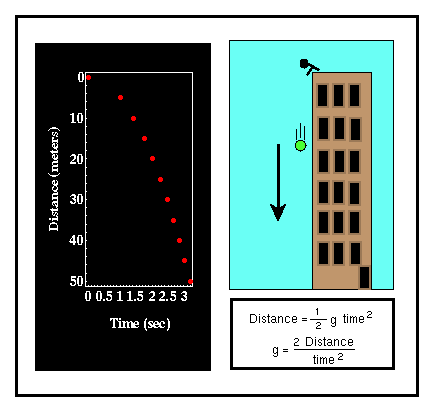 0
10
20
30
40
50
Distance (meters)
0 0.5 1 1.5 2 2.5 3
Time (sec)
Distance = 1/2 g time²
g = 2 Distance / time²